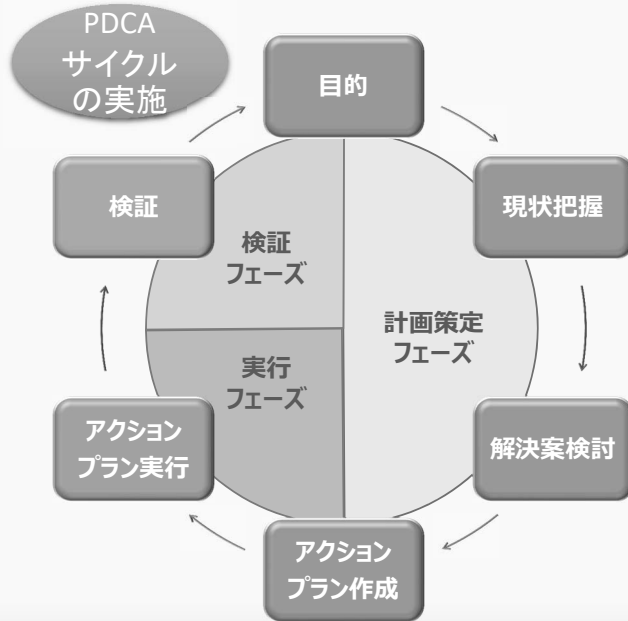 PDCA
サイクル
の実施
目的
現状把握
解決案検討
アクション
プラン作成
アクション
プラン実行
検証
検証
フェーズ
計画策定
フェーズ
実行
フェーズ